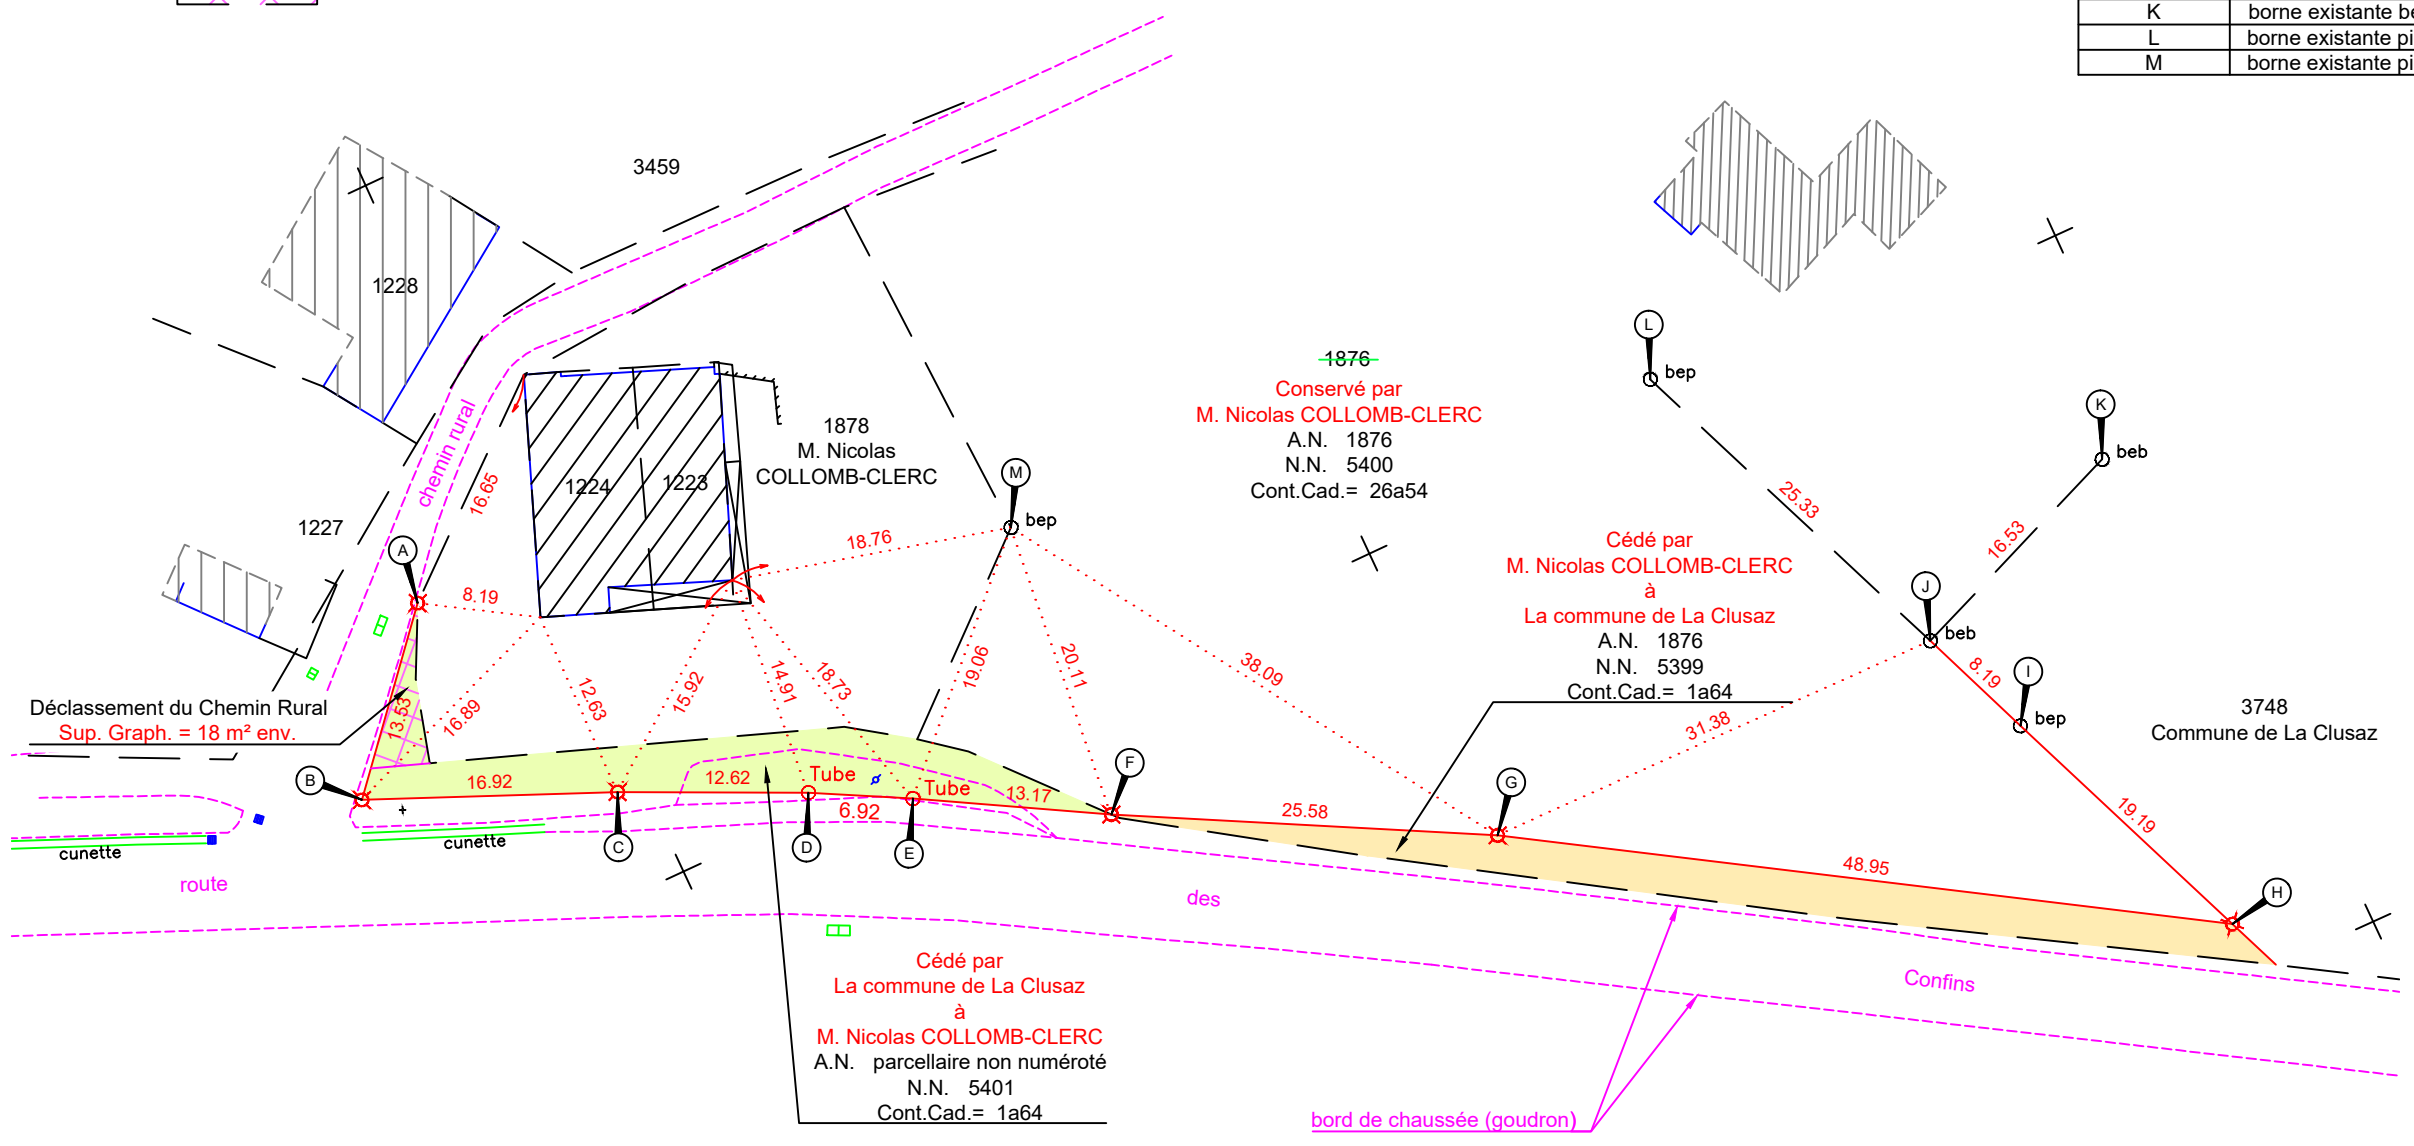 K borne existante be
L borne existante pi
M borne existante pi
3459
1228
chemin rural
1227
16.65
1224
1223
1878
M. Nicolas
COLLOMB-CLERC
1876
Conservé par
M. Nicolas COLLOMB-CLERC
A.N. 1876
N.N. 5400
Cont.Cad.= 26a54
L
bep
K
beb
25.33
16.53
M
bep
18.76
A
8.19
Cédé par
M. Nicolas COLLOMB-CLERC
à
La commune de La Clusaz
A.N. 1876
N.N. 5399
Cont.Cad.= 1a64
J
beb
8.19
I
bep
3748
Commune de La Clusaz
Déclassement du Chemin Rural
Sup. Graph. = 18 m² env.
13.53
16.89
12.63
15.92
14.91
18.73
19.06
20.11
38.09
31.38
19.19
B
16.92
12.62
Tube
Tube
6.92
13.17
F
25.58
G
48.95
H
C
D
E
cunette
cunette
route
des
Confins
Cédé par
La commune de La Clusaz
à
M. Nicolas COLLOMB-CLERC
A.N. parcellaire non numéroté
N.N. 5401
Cont.Cad.= 1a64
bord de chaussée (goudron)